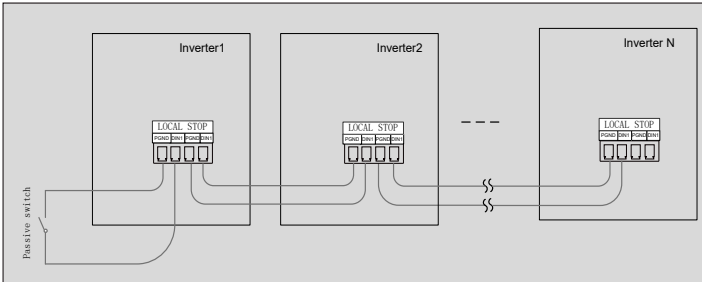 Inverter1
Inverter2
Inverter N
LOCAL STOP
PGND DIN1 PGND DIN1
LOCAL STOP
PGND DIN1 PGND DIN1
LOCAL STOP
PGND DIN1 PGND DIN1
Passive switch